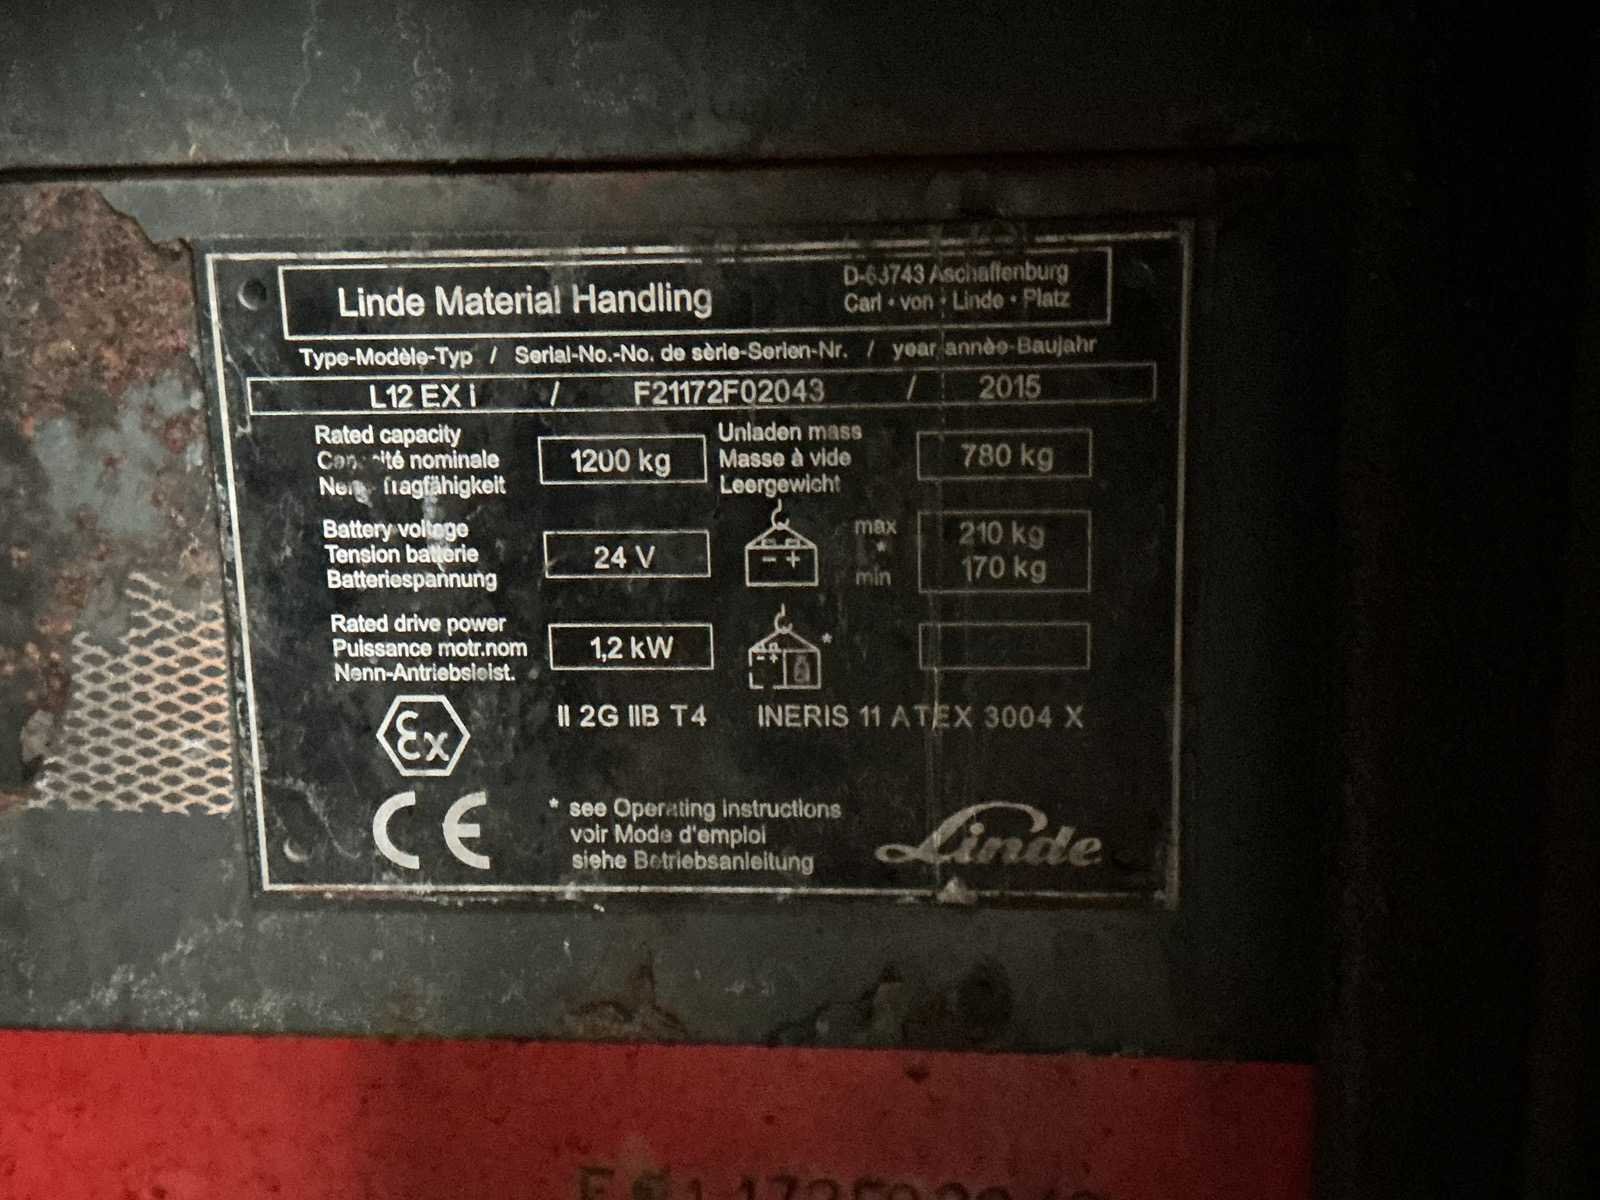 Linde Material Handling
D-63743 Aschaffenburg
Carl • von • Linde • Platz
Type-Modèle-Typ / Serial-No.-No. de sèrie-Serien-Nr. / year annèe-Baujahr
L12 EX i / F21172F02043 / 2015
Rated capacity
nominale
1200 kg
Unladen mass
Masse à vide
Leergewicht
780 kg
Battery voltage
Tension batterie
Batteriespannung
24 V
- +
max
*
min
210 kg
170 kg
Rated drive power
Puissance motr.nom
Nenn-Antriebsleist.
1,2 kW
- +
*
Ex
II 2G IIB T4
INERIS 11 ATEX 3004 X
CE
* see Operating instructions
voir Mode d'emploi
siehe Betriebsanleitung
Linde